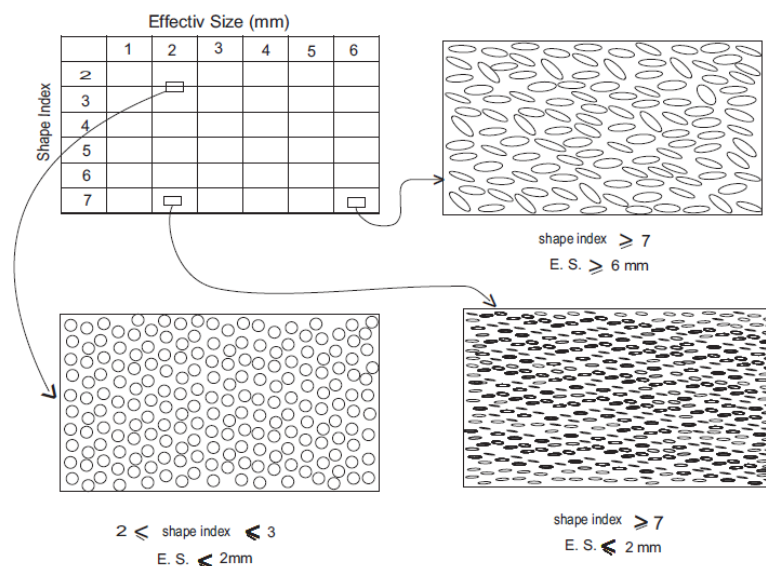 Effectiv Size (mm)
1 2 3 4 5 6
Shape Index
2
3
4
5
6
7
shape index ⩾ 7
E. S. ⩾ 6 mm
2 ⩽ shape index ⩽ 3
E. S. ⩽ 2mm
shape index ⩾ 7
E. S. ⩽ 2 mm